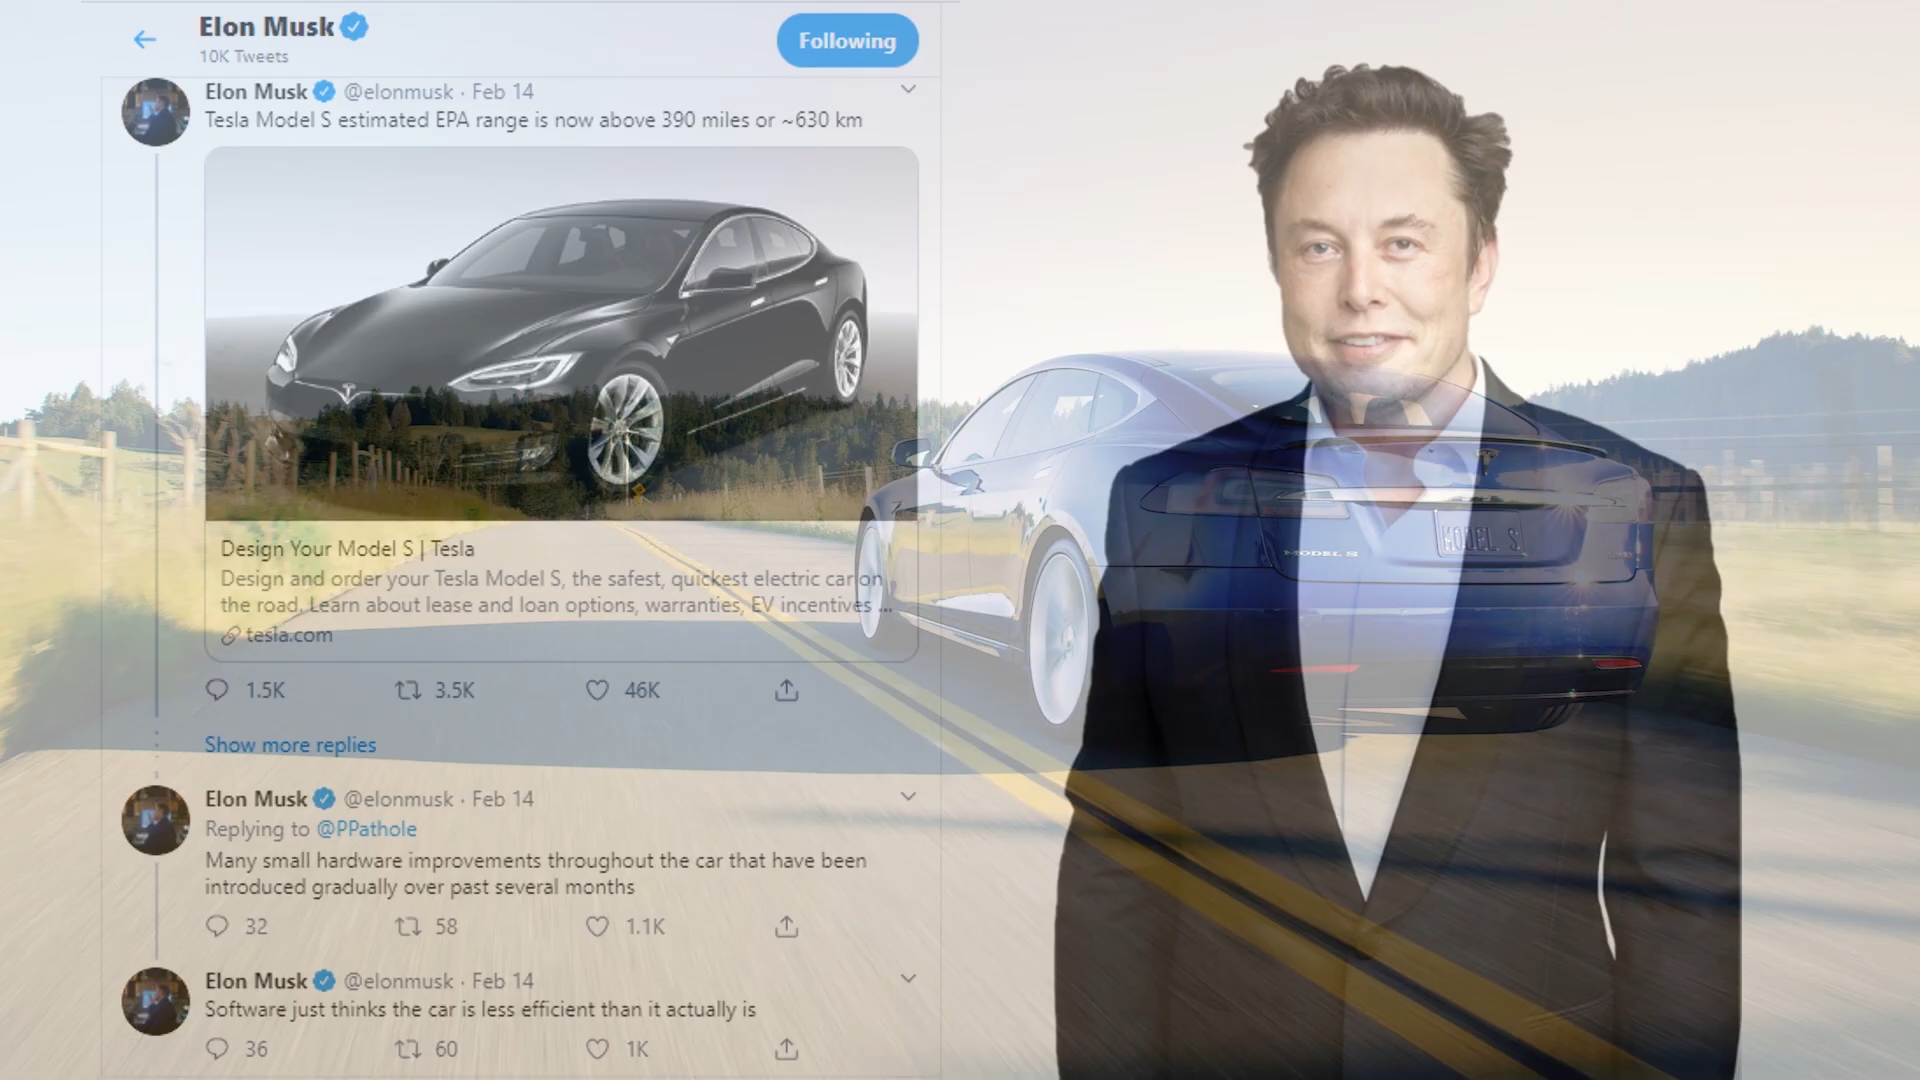 Elon Musk
10K Tweets
Following
Elon Musk @elonmusk · Feb 14
Tesla Model S estimated EPA range is now above 390 miles or ~630 km
Design Your Model S | Tesla
Design and order your Tesla Model S, the safest, quickest electric car on
the road. Learn about lease and loan options, warranties, EV incentives ...
tesla.com
1.5K 3.5K 46K
Show more replies
Elon Musk @elonmusk · Feb 14
Replying to @PPathole
Many small hardware improvements throughout the car that have been
introduced gradually over past several months
32 58 1.1K
Elon Musk @elonmusk · Feb 14
Software just thinks the car is less efficient than it actually is
36 60 1K
MODEL S
MODEL S